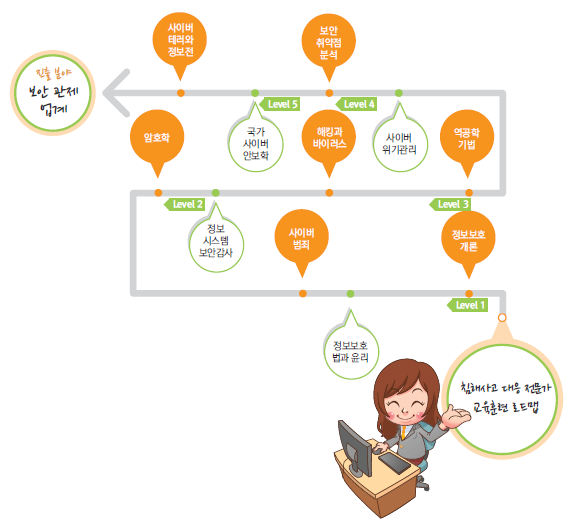 사이버
테러와
정보전
보안
취약점
분석
진출 분야
보안 관제
업계
Level 5
Level 4
암호학
국가
사이버
안보학
해킹과
바이러스
사이버
위기관리
역공학
기법
Level 2
Level 3
정보
시스템
보안감사
사이버
범죄
정보보호
개론
Level 1
정보보호
법과 윤리
침해사고 대응 전문가
교육훈련 로드맵